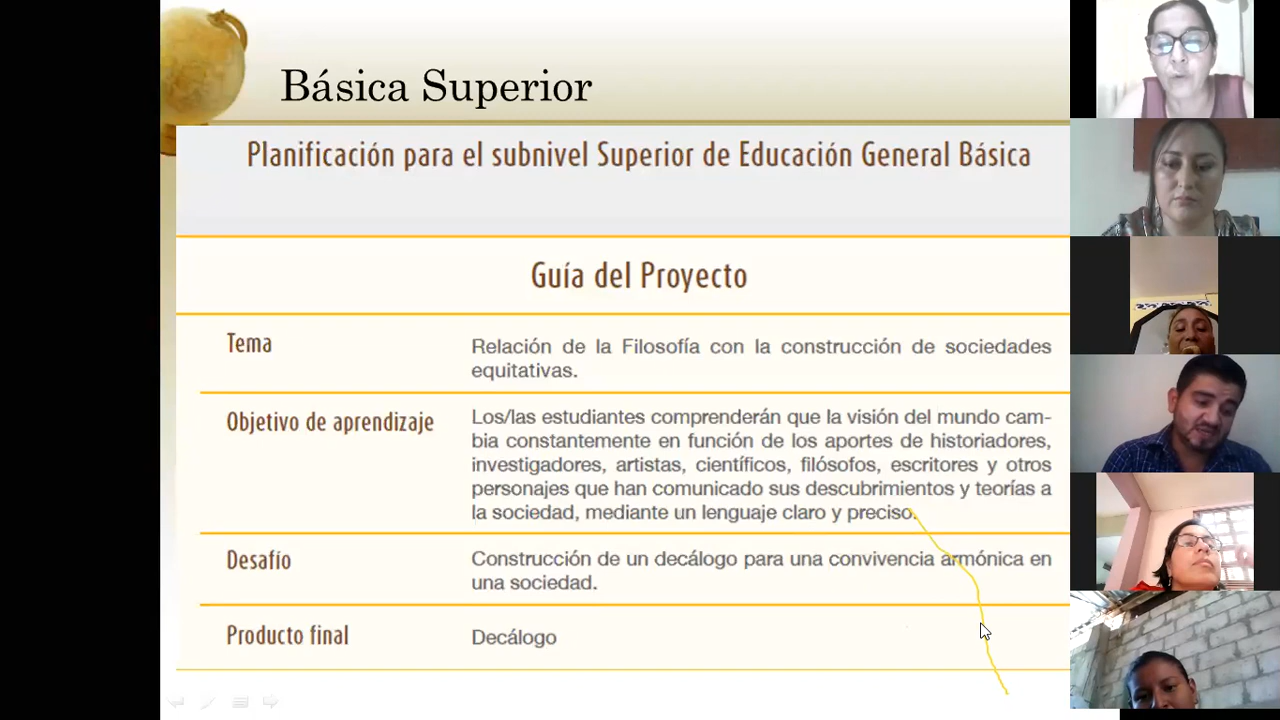 Básica Superior
Planificación para el subnivel Superior de Educación General Básica
Guía del Proyecto
Tema
Relación de la Filosofía con la construcción de sociedades
equitativas.
Objetivo de aprendizaje
Los/las estudiantes comprenderán que la visión del mundo cam-
bia constantemente en función de los aportes de historiadores,
investigadores, artistas, científicos, filósofos, escritores y otros
personajes que han comunicado sus descubrimientos y teorías a
la sociedad, mediante un lenguaje claro y preciso.
Desafío
Construcción de un decálogo para una convivencia armónica en
una sociedad.
Producto final
Decálogo